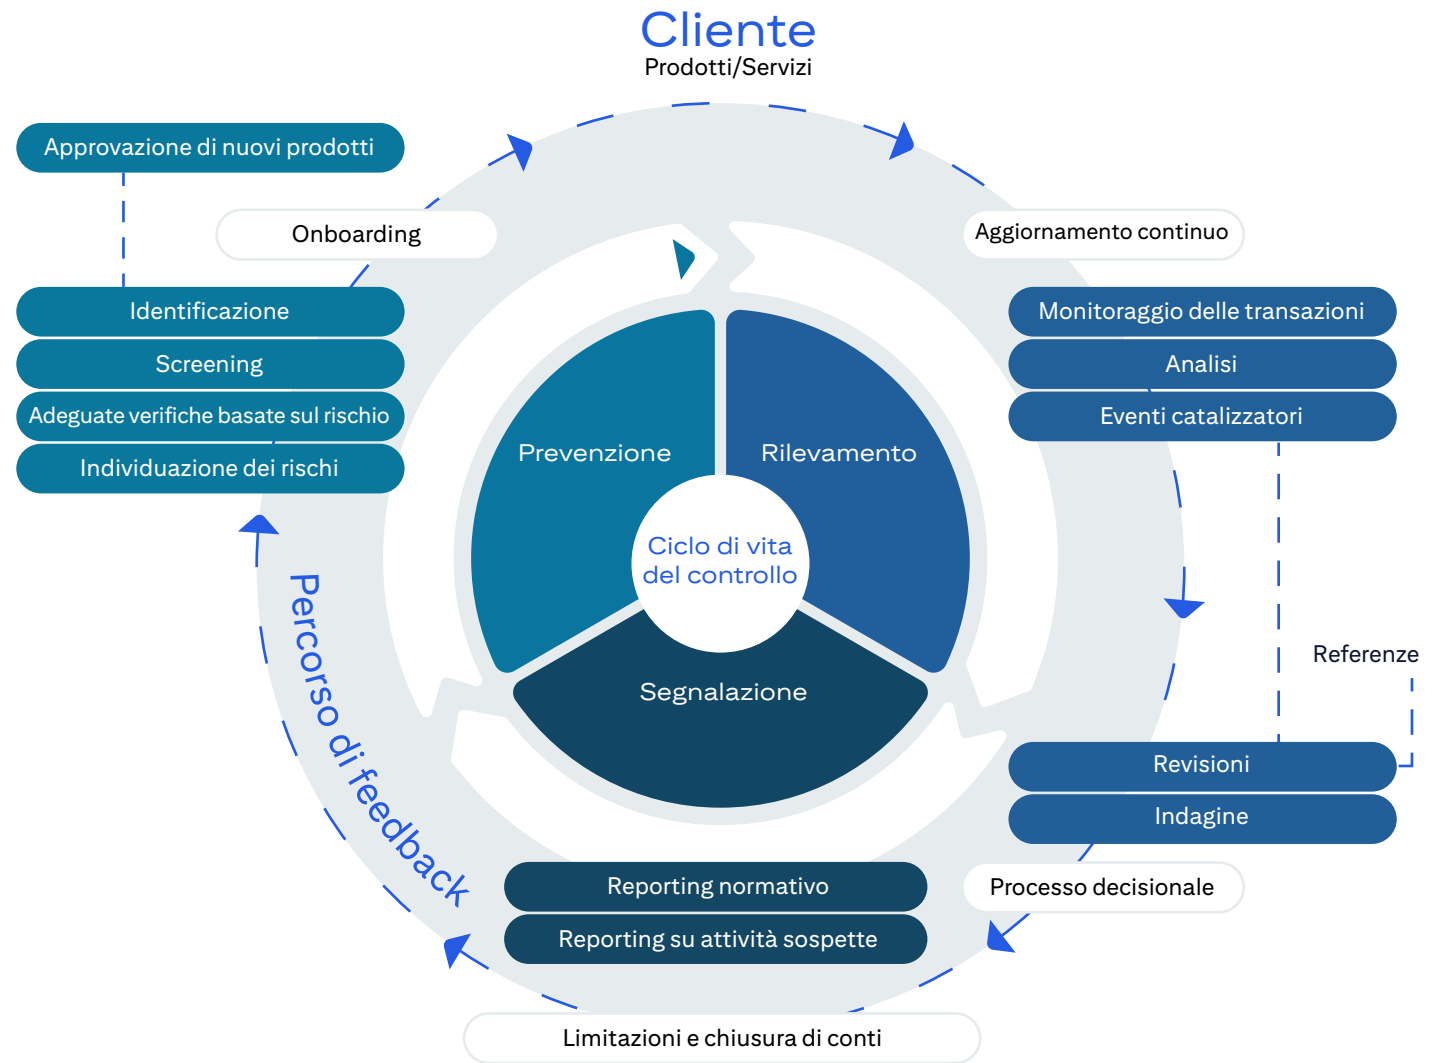 Cliente
Prodotti/Servizi
Approvazione di nuovi prodotti
Onboarding
Aggiornamento continuo
Identificazione
Screening
Adeguate verifiche basate sul rischio
Individuazione dei rischi
Monitoraggio delle transazioni
Analisi
Eventi catalizzatori
Prevenzione
Rilevamento
Ciclo di vita
del controllo
Segnalazione
Percorso di feedback
Referenze
Revisioni
Indagine
Processo decisionale
Reporting normativo
Reporting su attività sospette
Limitazioni e chiusura di conti